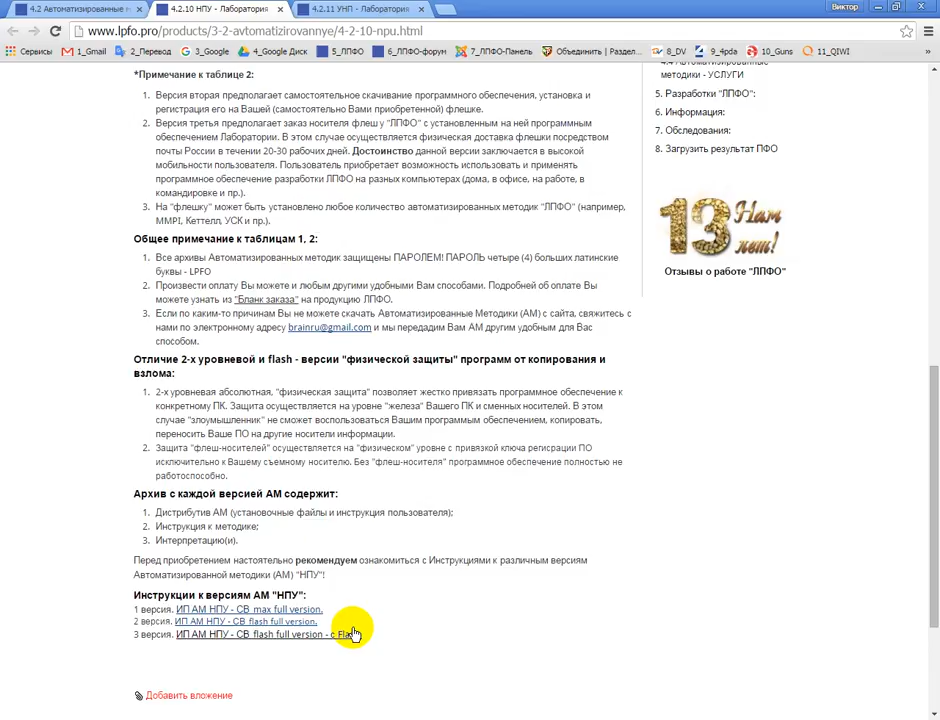 4.2 Автоматизированные м
4.2.10 НПУ - Лаборатория
4.2.11 УНП - Лаборатория
Виктор
www.lpfo.pro/products/3-2-avtomatizirovannye/4-2-10-npu.html
Сервисы 1_Gmail 2_Перевод 3_Google 4_Google Диск 5_ЛПФО 6_ЛПФО-форум 7_ЛПФО-Панель Объединить | Раздел... 8_DV 9_4pda 10_Guns 11_QIWI »
*Примечание к таблице 2:
1. Версия вторая предполагает самостоятельное скачивание программного обеспечения, установка и
регистрация его на Вашей (самостоятельно Вами приобретенной) флешке.
2. Версия третья предполагает заказ носителя флеш у "ЛПФО" с установленным на ней программным
обеспечением Лаборатории. В этом случае осуществляется физическая доставка флешки посредством
почты России в течении 20-30 рабочих дней. Достоинство данной версии заключается в высокой
мобильности пользователя. Пользователь приобретает возможность использовать и применять
программное обеспечение разработки ЛПФО на разных компьютерах (дома, в офисе, на работе, в
командировке и пр.).
3. На "флешку" может быть установлено любое количество автоматизированных методик "ЛПФО" (например,
MMPI, Кеттелл, УСК и пр.).
Общее примечание к таблицам 1, 2:
1. Все архивы Автоматизированных методик защищены ПАРОЛЕМ! ПАРОЛЬ четыре (4) больших латинские
буквы - LPFO
2. Произвести оплату Вы можете и любым другими удобными Вам способами. Подробней об оплате Вы
можете узнать из "Бланк заказа" на продукцию ЛПФО.
3. Если по каким-то причинам Вы не можете скачать Автоматизированные Методики (АМ) с сайта, свяжитесь с
нами по электронному адресу brainru@gmail.com и мы передадим Вам АМ другим удобным для Вас
способом.
Отличие 2-х уровневой и flash - версии "физической защиты" программ от копирования и
взлома:
1. 2-х уровневая абсолютная, "физическая защита" позволяет жестко привязать программное обеспечение к
конкретному ПК. Защита осуществляется на уровне "железа" Вашего ПК и сменных носителей. В этом
случае "злоумышленник" не сможет воспользоваться Вашим программым обеспечением, копировать,
переносить Ваше ПО на другие носители информации.
2. Защита "флеш-носителей" осуществляется на "физическом" уровне с привязкой ключа регисрации ПО
исключительно к Вашему съемному носителю. Без "флеш-носителя" программное обеспечение полностью не
работоспособно.
Архив с каждой версией АМ содержит:
1. Дистрибутив АМ (установочные файлы и инструкция пользователя);
2. Инструкция к методике;
3. Интерпретацию(и).
Перед приобретением настоятельно рекомендуем ознакомиться с Инструкциями к различным версиям
Автоматизированной методики (АМ) "НПУ"!
Инструкции к версиям АМ "НПУ":
1 версия. ИП АМ НПУ - СВ_max full version.
2 версия. ИП АМ НПУ - СВ_flash full version.
3 версия. ИП АМ НПУ - СВ_flash full version - с
Добавить вложение
4.4 Автоматизированные
методики - УСЛУГИ
5. Разработки "ЛПФО":
6. Информация:
7. Обследования:
8. Загрузить результат ПФО
13 Нам
лет!
Отзывы о работе "ЛПФО"